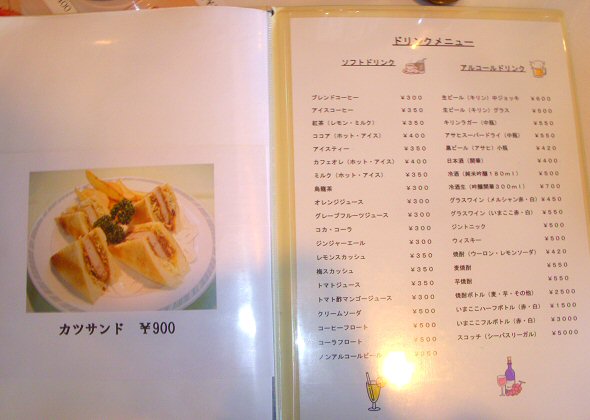 カツサンド ￥900
ドリンクメニュー
ソフトドリンク
ブレンドコーヒー ￥300
アイスコーヒー ￥350
紅茶（レモン・ミルク） ￥350
ココア（ホット・アイス） ￥400
アイスティー ￥350
カフェオレ（ホット・アイス） ￥400
ミルク（ホット・アイス） ￥350
烏龍茶 ￥300
オレンジジュース ￥300
グレープフルーツジュース ￥300
コカ・コーラ ￥300
ジンジャーエール ￥300
レモンスカッシュ ￥350
梅スカッシュ ￥350
トマトジュース ￥350
トマト酢マンゴージュース ￥300
クリームソーダ ￥500
コーヒーフロート ￥500
コーラフロート ￥500
ノンアルコールビール
アルコールドリンク
生ビール（キリン）中ジョッキ ￥600
生ビール（キリン）グラス ￥500
キリンラガー（中瓶） ￥550
アサヒスーパードライ（中瓶） ￥550
黒ビール（アサヒ）小瓶 ￥420
日本酒（開華） ￥400
冷酒（純米吟醸１８０ｍｌ） ￥500
冷酒生（吟醸開華３００ｍｌ） ￥700
グラスワイン（メルシャン赤・白） ￥450
グラスワイン（いまここ赤・白） ￥550
ジントニック ￥500
ウィスキー ￥500
焼酎（ウーロン・レモンソーダ） ￥420
麦焼酎 ￥550
芋焼酎 ￥550
焼酎ボトル（麦・芋・その他） ￥2500
いまここハーフボトル（赤・白） ￥1500
いまここフルボトル（赤・白） ￥3000
スコッチ（シーバスリーガル） ￥5000